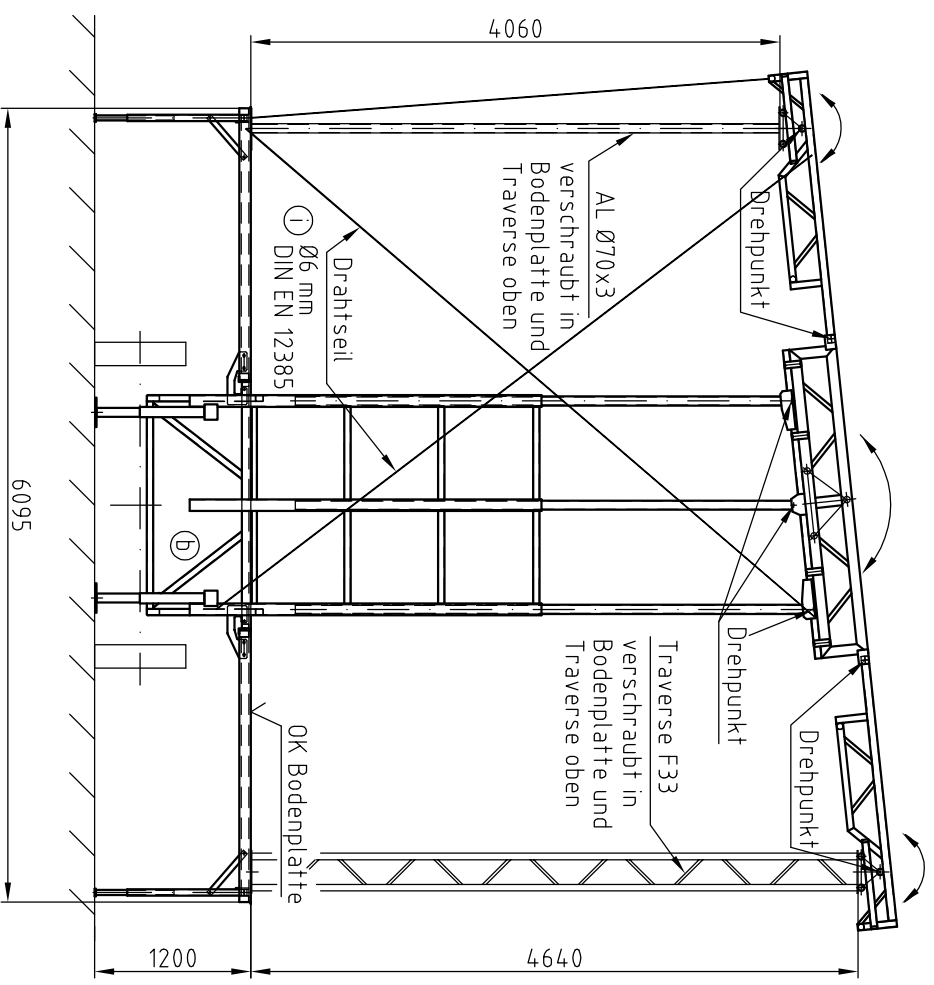 4060
AL Ø70x3
verschraubt in
Bodenplatte und
Traverse oben
Drehpunkt
Drahtseil
i
Ø6 mm
DIN EN 12385
b
6095
Drehpunkt
Traverse F33
verschraubt in
Bodenplatte und
Traverse oben
Drehpunkt
OK Bodenplatte
1200
4640